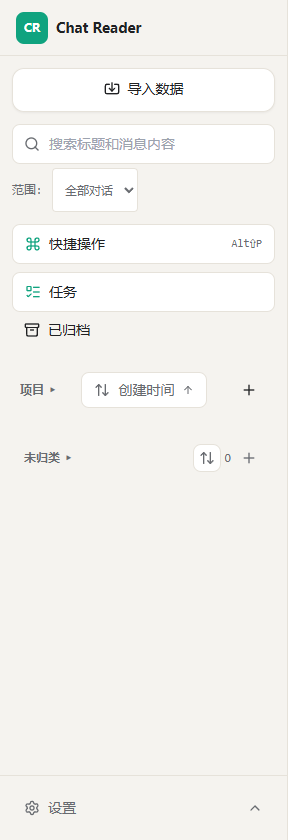 CR Chat Reader
导入数据
搜索标题和消息内容
范围: 全部对话
快捷操作 Alt⇧P
任务
已归档
项目 ▸ 创建时间 ↑ +
未归类 ▸ 0 +
设置